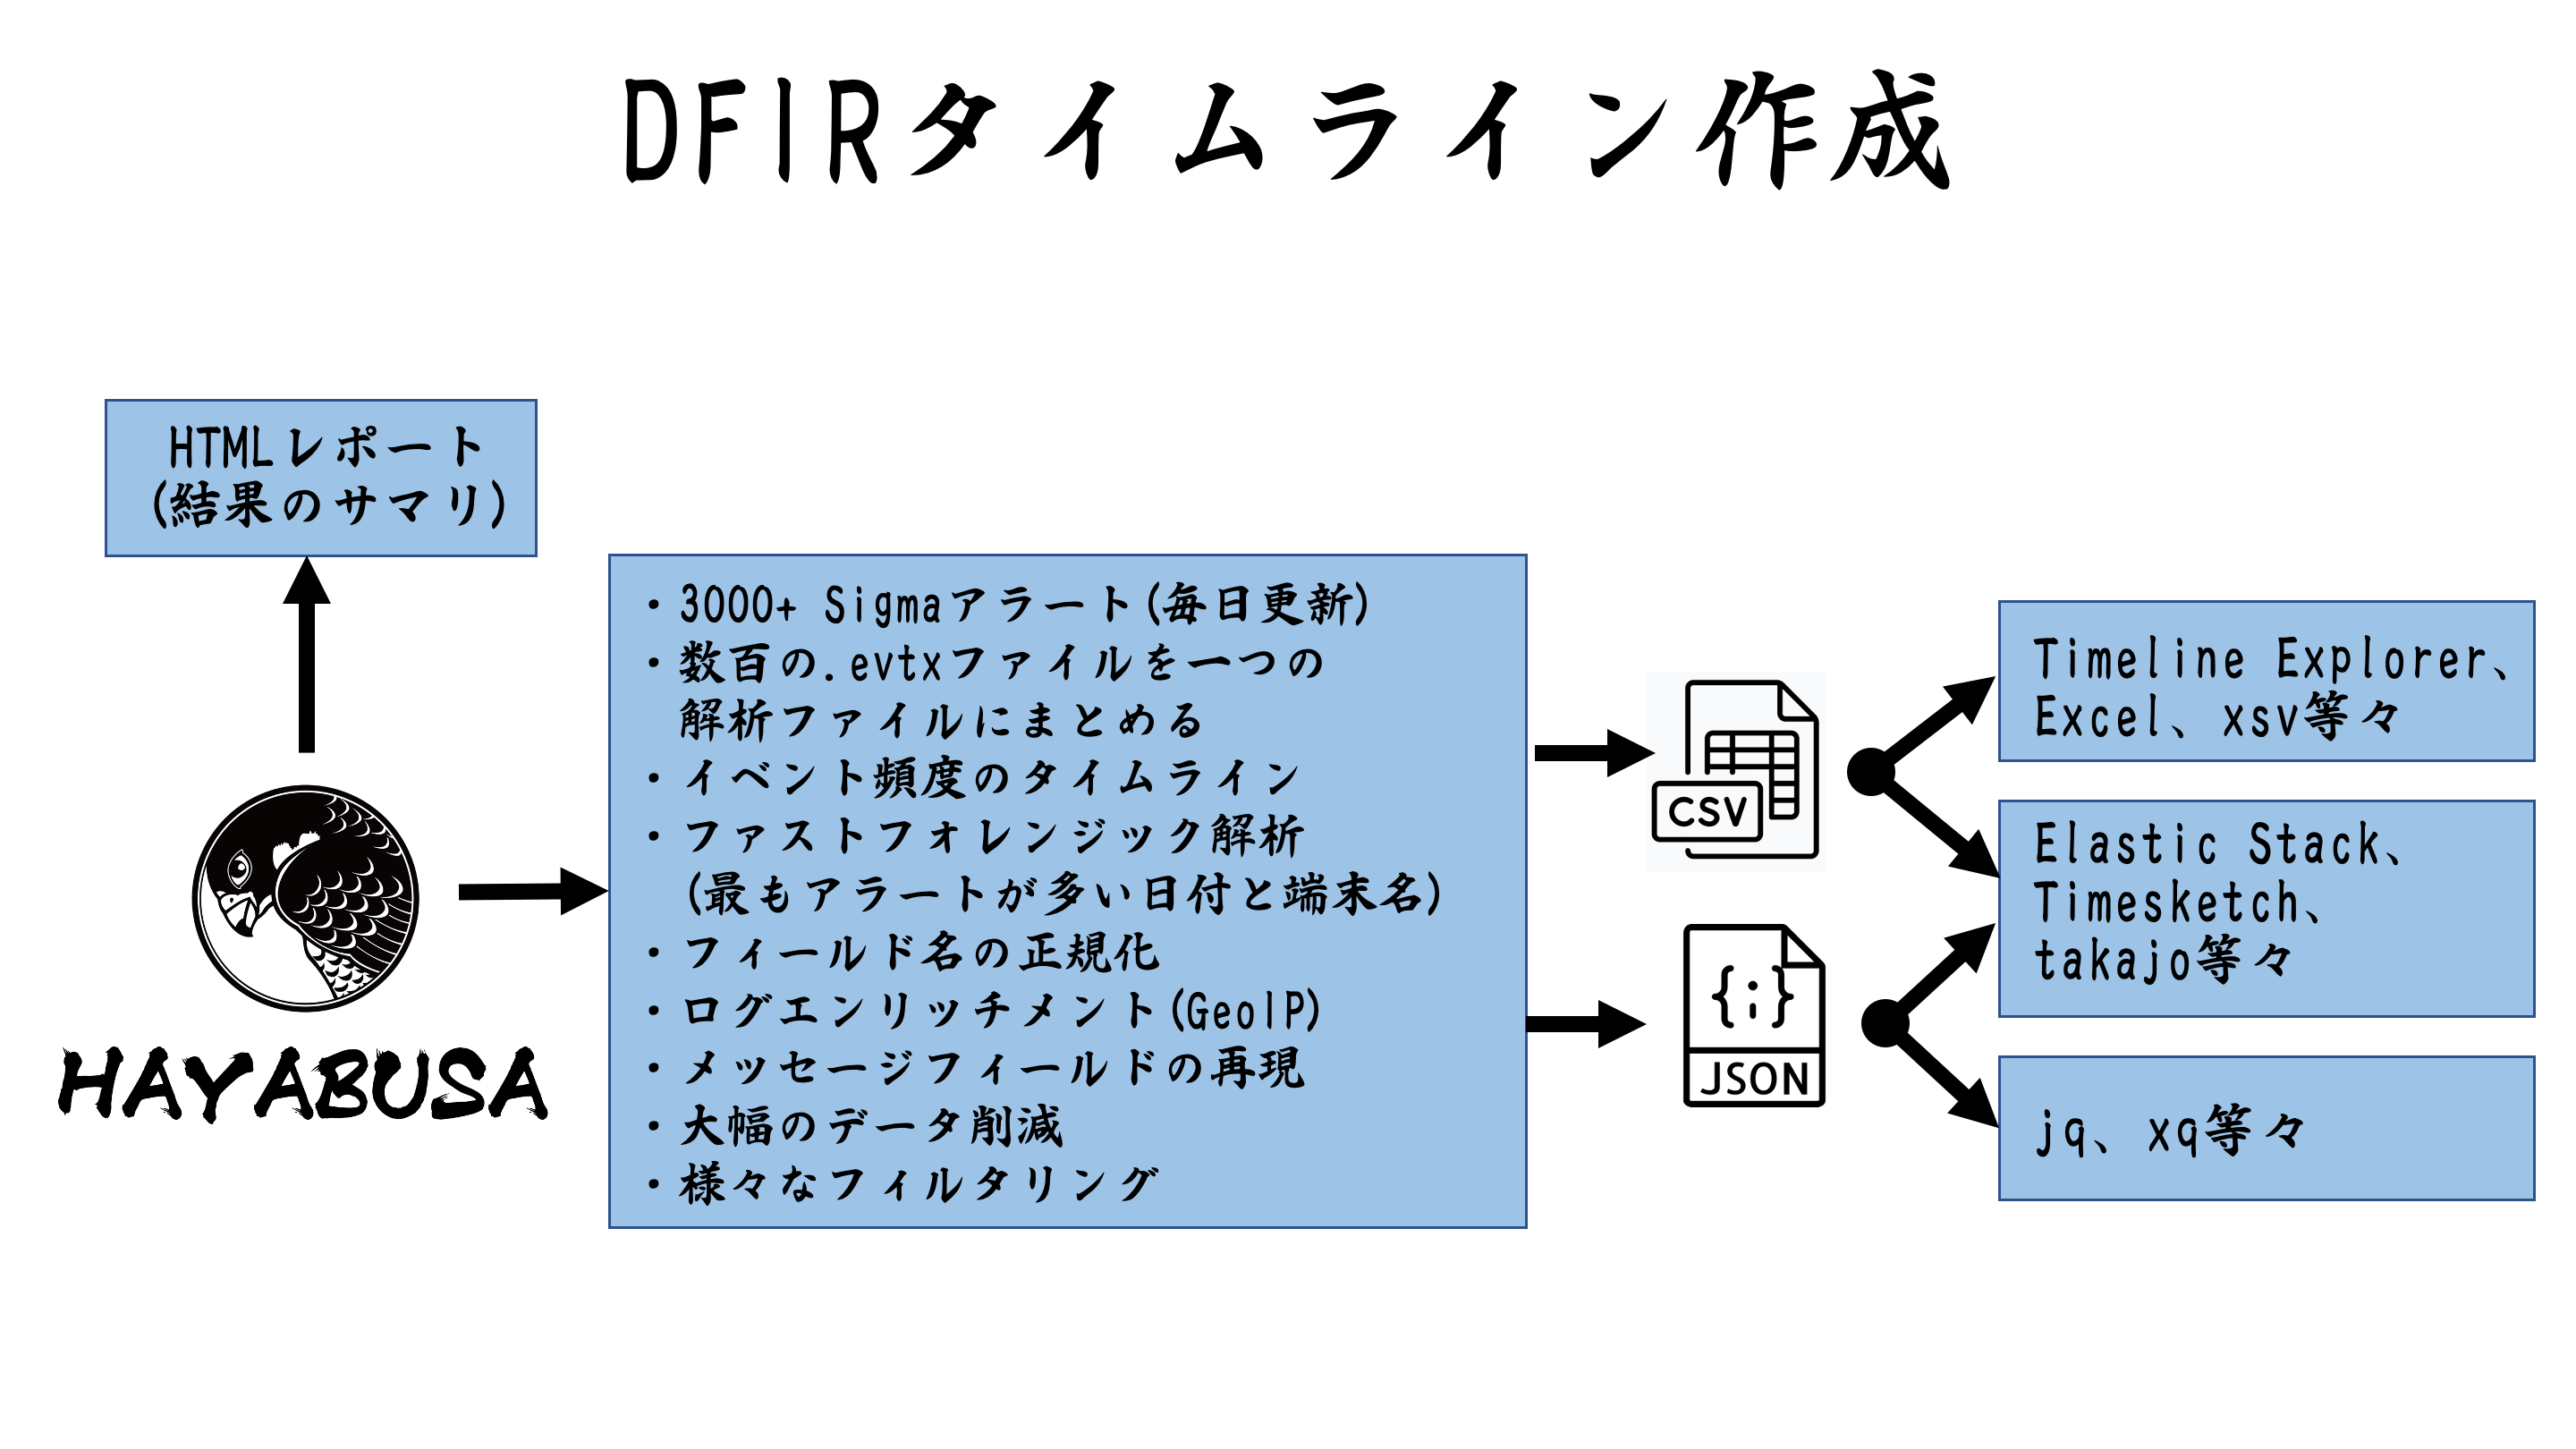 DFIRタイムライン作成
HTMLレポート
(結果のサマリ)
HAYABUSA
・3000+ Sigmaアラート(毎日更新)
・数百の.evtxファイルを一つの
解析ファイルにまとめる
・イベント頻度のタイムライン
・ファストフォレンジック解析
(最もアラートが多い日付と端末名)
・フィールド名の正規化
・ログエンリッチメント(GeoIP)
・メッセージフィールドの再現
・大幅のデータ削減
・様々なフィルタリング
CSV
{;}
JSON
Timeline Explorer、
Excel、xsv等々
Elastic Stack、
Timesketch、
takajo等々
jq、xq等々